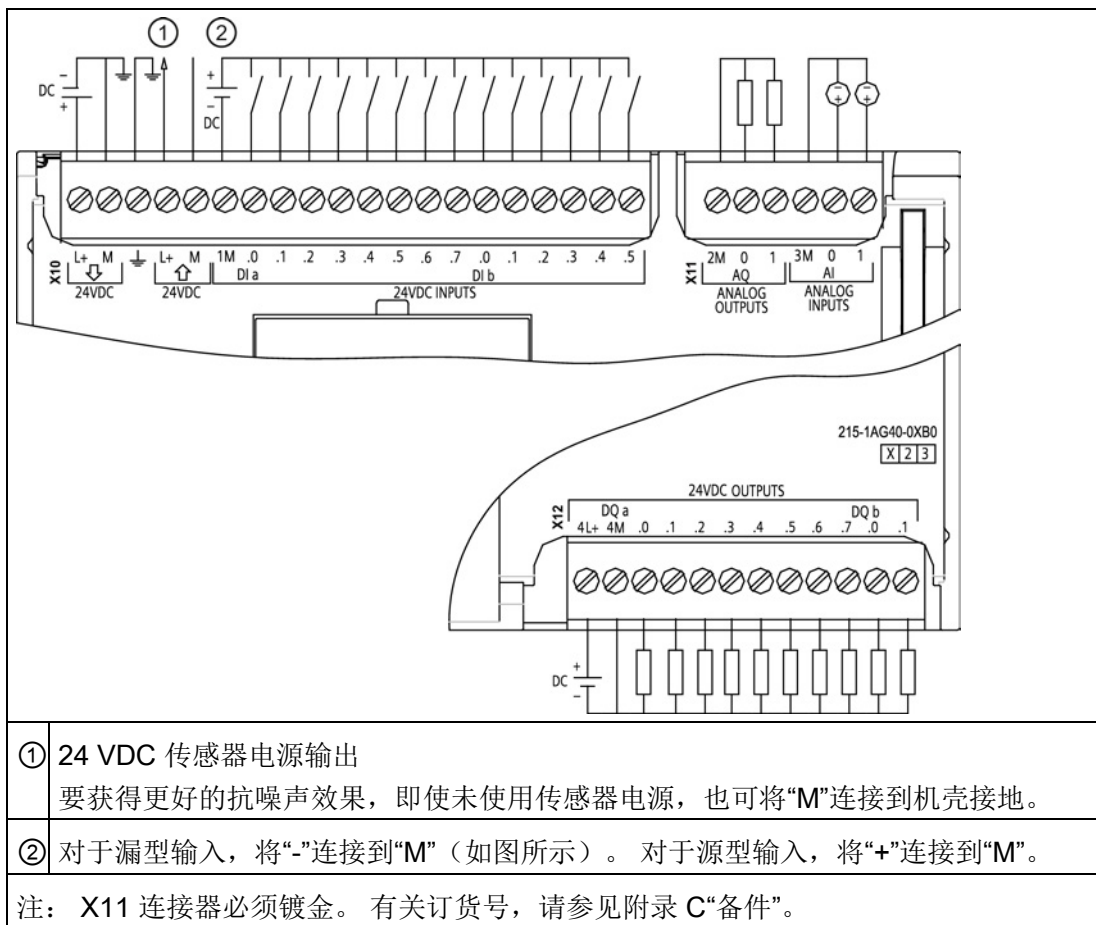 ① ②
DC - + + - DC - + - +
X10 L+ M ⏚ L+ M 1M .0 .1 .2 .3 .4 .5 .6 .7 .0 .1 .2 .3 .4 .5
24VDC 24VDC DI a DI b
24VDC INPUTS
X11 2M 0 1 3M 0 1
AQ AI
ANALOG OUTPUTS ANALOG INPUTS
215-1AG40-0XB0
X 2 3
24VDC OUTPUTS
X12 DQ a DQ b
4L+ 4M .0 .1 .2 .3 .4 .5 .6 .7 .0 .1
DC + -
① 24 VDC 传感器电源输出
要获得更好的抗噪声效果，即使未使用传感器电源，也可将“M”连接到机壳接地。
② 对于漏型输入，将“-”连接到“M”（如图所示）。 对于源型输入，将“+”连接到“M”。
注： X11 连接器必须镀金。 有关订货号，请参见附录 C“备件”。